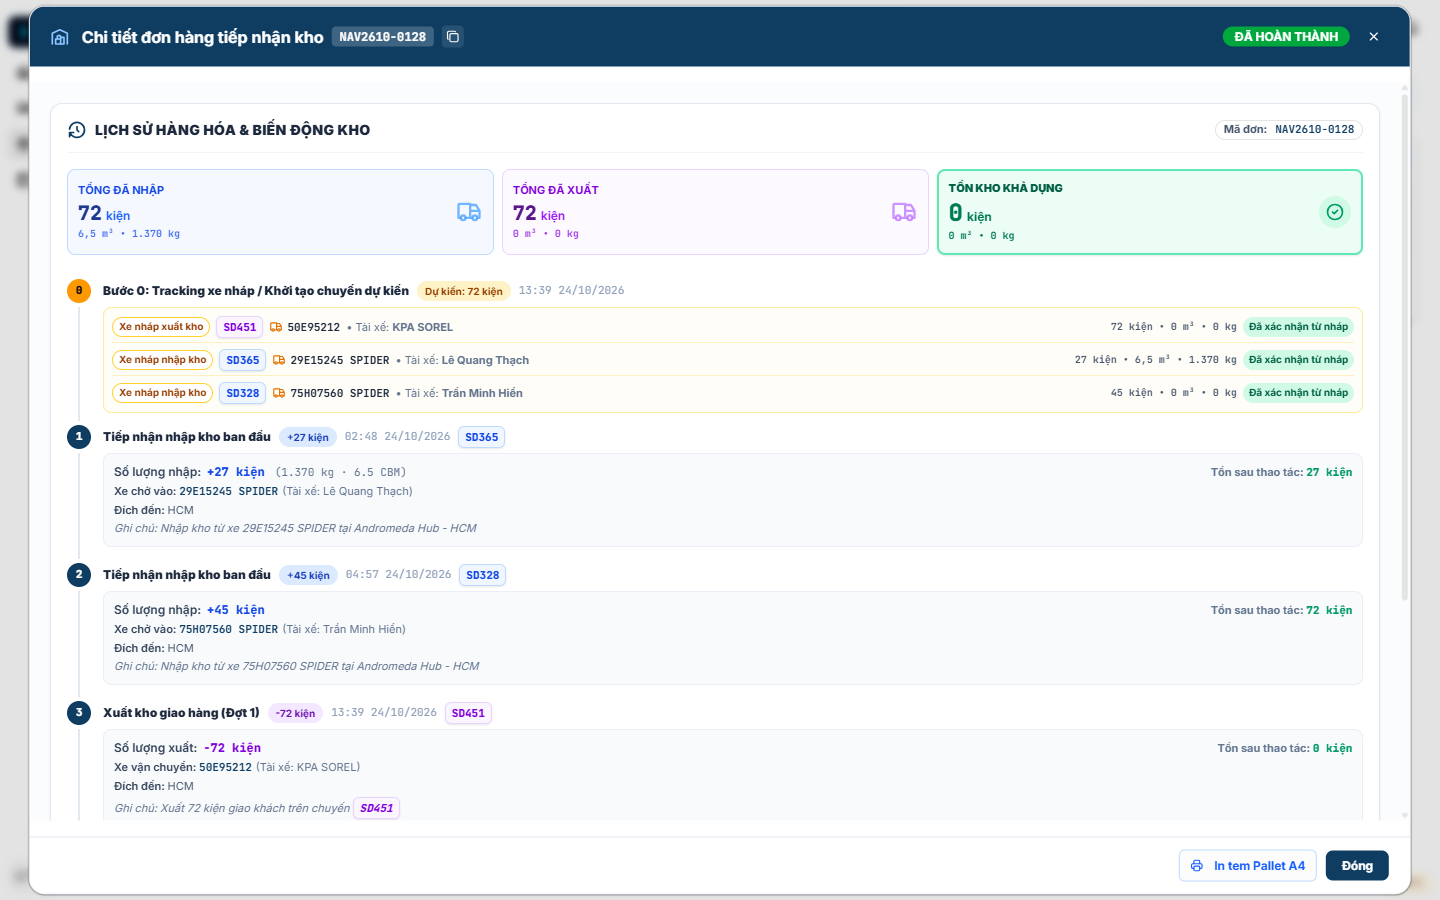 Chi tiết đơn hàng tiếp nhận kho NAV2610-0128 ĐÃ HOÀN THÀNH
LỊCH SỬ HÀNG HÓA & BIẾN ĐỘNG KHO Mã đơn: NAV2610-0128
TỔNG ĐÃ NHẬP
72 kiện
6,5 m³ • 1.370 kg
TỔNG ĐÃ XUẤT
72 kiện
0 m³ • 0 kg
TỒN KHO KHẢ DỤNG
0 kiện
0 m³ • 0 kg
0 Bước 0: Tracking xe nháp / Khởi tạo chuyến dự kiến Dự kiến: 72 kiện 13:39 24/10/2026
Xe nháp xuất kho SD451 50E95212 • Tài xế: KPA SOREL 72 kiện • 0 m³ • 0 kg Đã xác nhận từ nháp
Xe nháp nhập kho SD365 29E15245 SPIDER • Tài xế: Lê Quang Thạch 27 kiện • 6,5 m³ • 1.370 kg Đã xác nhận từ nháp
Xe nháp nhập kho SD328 75H07560 SPIDER • Tài xế: Trần Minh Hiền 45 kiện • 0 m³ • 0 kg Đã xác nhận từ nháp
1 Tiếp nhận nhập kho ban đầu +27 kiện 02:48 24/10/2026 SD365
Số lượng nhập: +27 kiện (1.370 kg · 6.5 CBM) Tồn sau thao tác: 27 kiện
Xe chở vào: 29E15245 SPIDER (Tài xế: Lê Quang Thạch)
Đích đến: HCM
Ghi chú: Nhập kho từ xe 29E15245 SPIDER tại Andromeda Hub - HCM
2 Tiếp nhận nhập kho ban đầu +45 kiện 04:57 24/10/2026 SD328
Số lượng nhập: +45 kiện Tồn sau thao tác: 72 kiện
Xe chở vào: 75H07560 SPIDER (Tài xế: Trần Minh Hiền)
Đích đến: HCM
Ghi chú: Nhập kho từ xe 75H07560 SPIDER tại Andromeda Hub - HCM
3 Xuất kho giao hàng (Đợt 1) -72 kiện 13:39 24/10/2026 SD451
Số lượng xuất: -72 kiện Tồn sau thao tác: 0 kiện
Xe vận chuyển: 50E95212 (Tài xế: KPA SOREL)
Đích đến: HCM
Ghi chú: Xuất 72 kiện giao khách trên chuyến SD451
In tem Pallet A4 Đóng